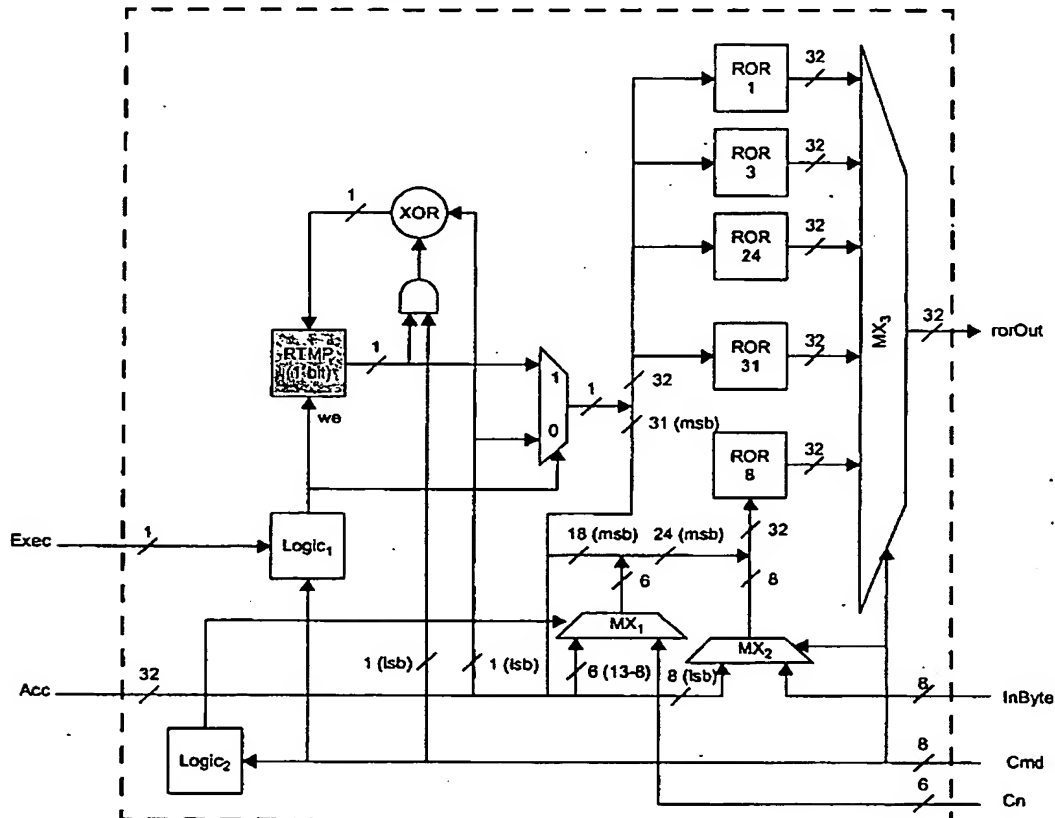 ROR
1
32
32
ROR
3
32
1
XOR
ROR
24
32
MX3
32
rorOut
RTMP
(1-bit)
1
1
0
we
1
32
31 (msb)
ROR
31
32
ROR
8
32
Exec
1
Logic1
18 (msb)
24 (msb)
32
6
8
MX1
MX2
1 (lsb)
1 (lsb)
6 (13-8)
8 (lsb)
Acc
32
8
InByte
Logic2
8
Cmd
6
Cn